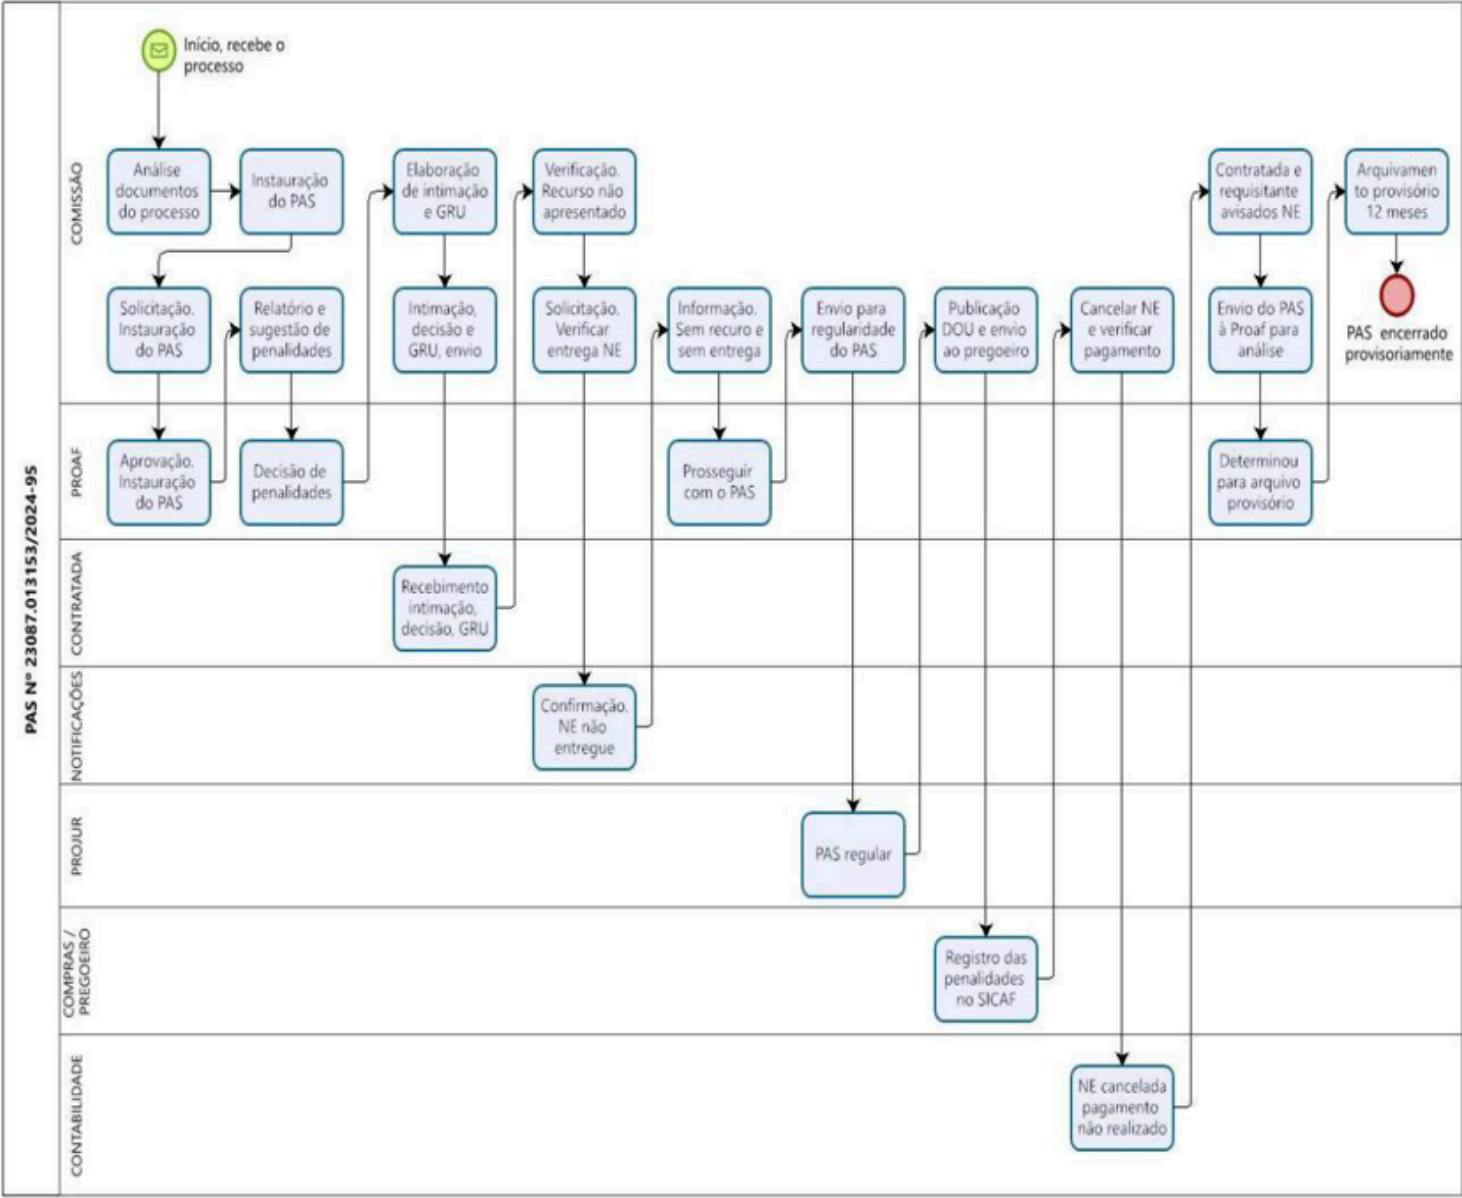 PAS Nº 23087.013153/2024-95
COMISSÃO
Início, recebe o
processo
Análise
documentos
do processo
Instauração
do PAS
Elaboração
de intimação
e GRU
Verificação.
Recurso não
apresentado
Contratada e
requisitante
avisados NE
Arquivamen
to provisório
12 meses
Solicitação.
Instauração
do PAS
Relatório e
sugestão de
penalidades
Intimação,
decisão e
GRU, envio
Solicitação.
Verificar
entrega NE
Informação.
Sem recuro e
sem entrega
Envio para
regularidade
do PAS
Publicação
DOU e envio
ao pregoeiro
Cancelar NE
e verificar
pagamento
Envio do PAS
à Proaf para
análise
PAS encerrado
provisoriamente
PROAF
Aprovação.
Instauração
do PAS
Decisão de
penalidades
Prosseguir
com o PAS
Determinou
para arquivo
provisório
CONTRATADA
Recebimento
intimação,
decisão, GRU
NOTIFICAÇÕES
Confirmação.
NE não
entregue
PROJUR
PAS regular
COMPRAS /
PREGOEIRO
Registro das
penalidades
no SICAF
CONTABILIDADE
NE cancelada
pagamento
não realizado